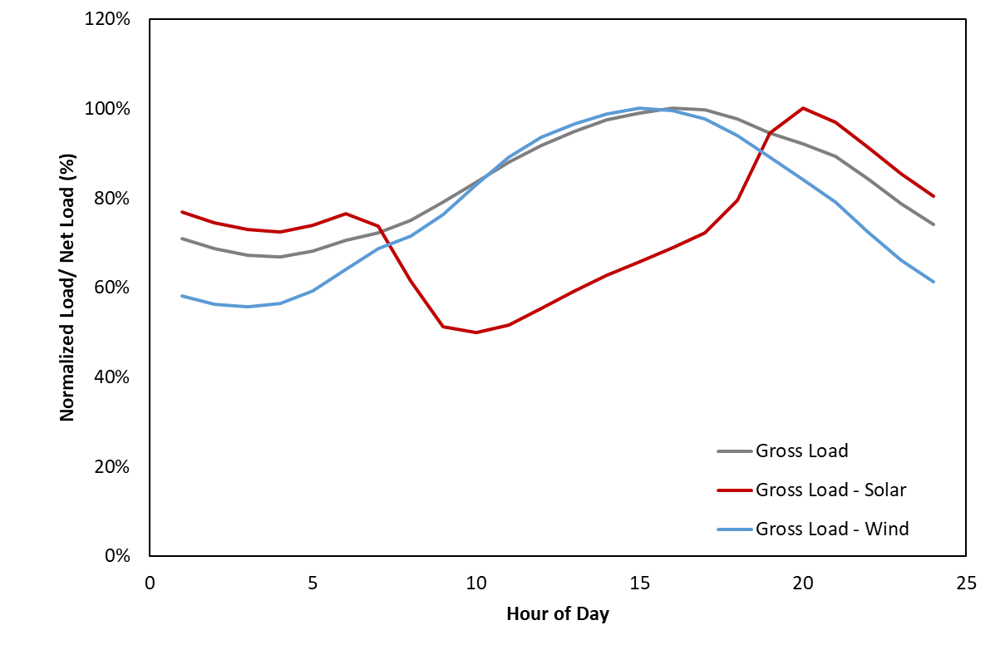 120%
100%
80%
60%
40%
20%
0%
Normalized Load/ Net Load (%)
Gross Load
Gross Load - Solar
Gross Load - Wind
0 5 10 15 20 25
Hour of Day